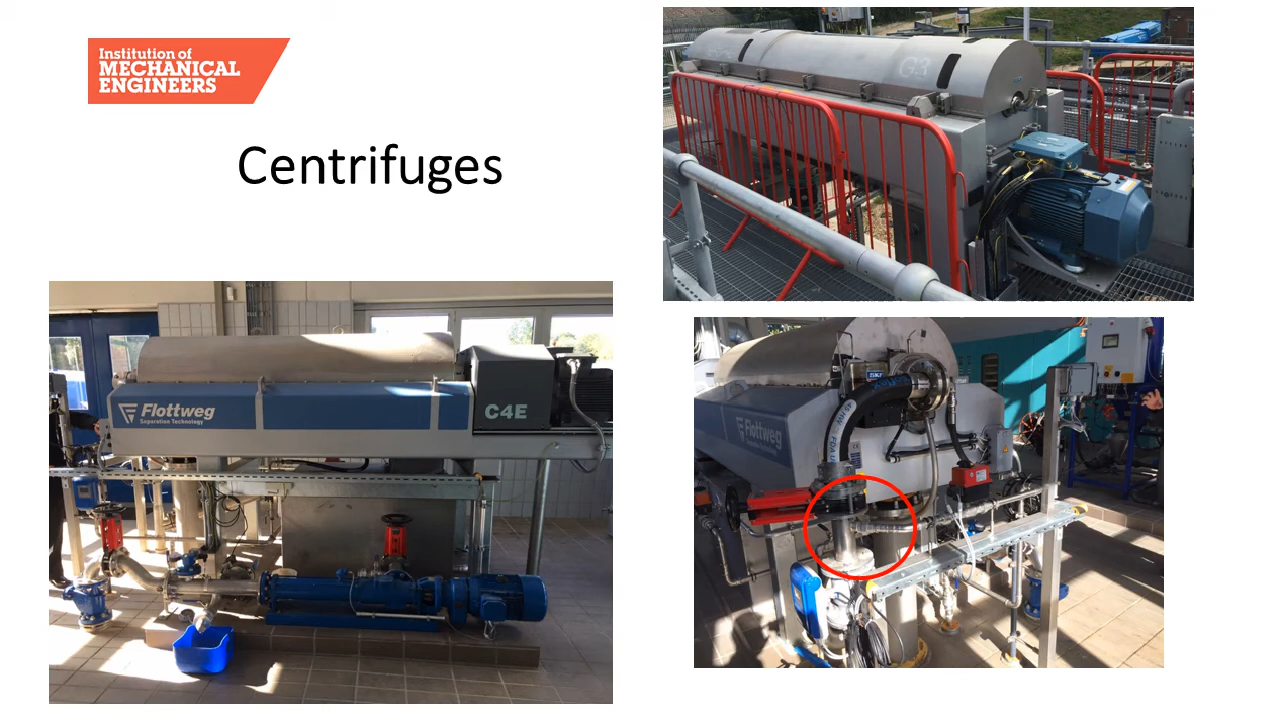 Institution of
MECHANICAL
ENGINEERS
Centrifuges
G3
Flottweg
Separation Technology
C4E
Flottweg